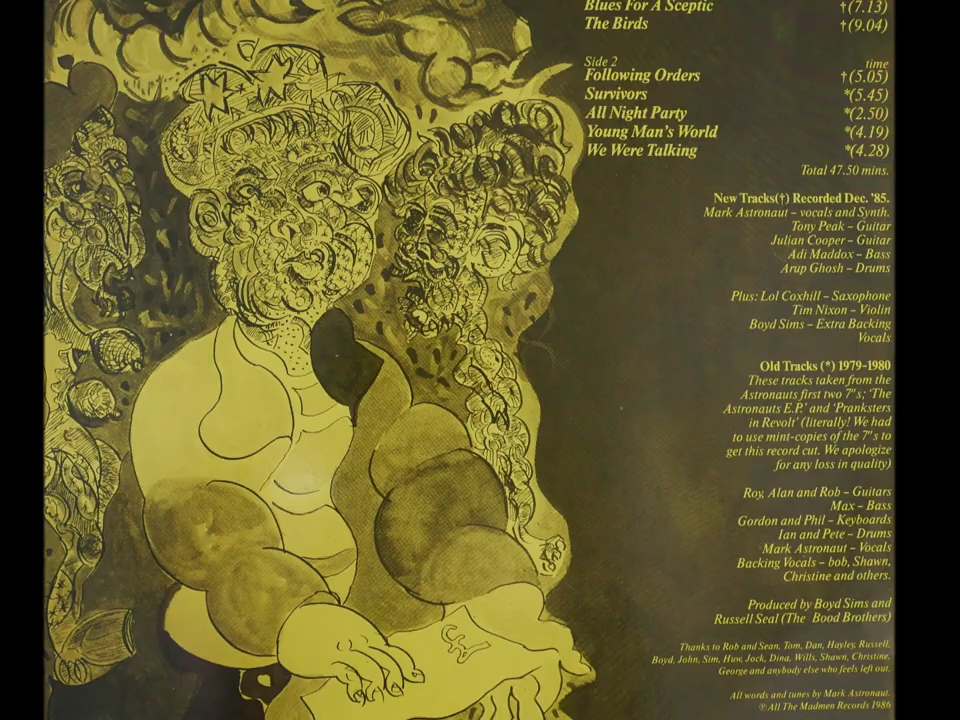 Blues For A Sceptic †(7.13)
The Birds †(9.04)
Side 2 time
Following Orders †(5.05)
Survivors *(5.45)
All Night Party *(2.50)
Young Man's World *(4.19)
We Were Talking *(4.28)
Total 47.50 mins.
New Tracks(†) Recorded Dec. '85.
Mark Astronaut – vocals and Synth.
Tony Peak – Guitar
Julian Cooper – Guitar
Adi Maddox – Bass
Arup Ghosh – Drums
Plus: Lol Coxhill – Saxophone
Tim Nixon – Violin
Boyd Sims – Extra Backing
Vocals
Old Tracks (*) 1979-1980
These tracks taken from the
Astronauts first two 7"s; 'The
Astronauts E.P.' and 'Pranksters
in Revolt' (literally! We had
to use mint-copies of the 7"s to
get this record cut. We apologize
for any loss in quality)
Roy, Alan and Rob – Guitars
Max – Bass
Gordon and Phil – Keyboards
Ian and Pete – Drums
Mark Astronaut – Vocals
Backing Vocals – bob, Shawn,
Christine and others.
Produced by Boyd Sims and
Russell Seal (The Bood Brothers)
Thanks to Rob and Sean, Tom, Dan, Hayley, Russell,
Boyd, John, Sim, Huw, Jock, Dina, Wills, Shawn, Christine,
George and anybody else who feels left out.
All words and tunes by Mark Astronaut.
℗ All The Madmen Records 1986